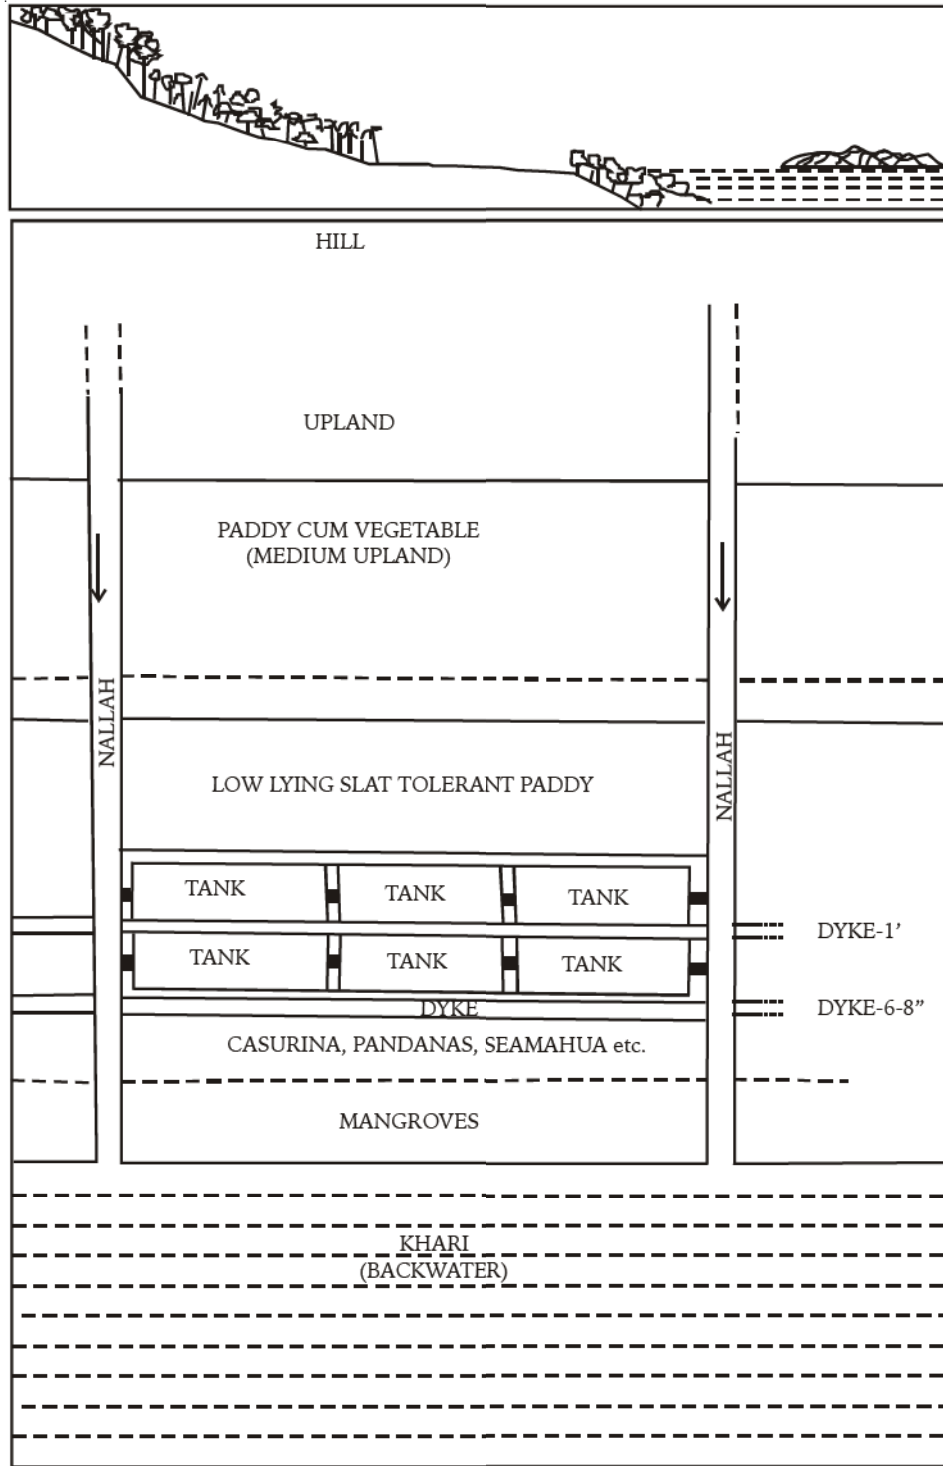 HILL
UPLAND
PADDY CUM VEGETABLE
(MEDIUM UPLAND)
NALLAH
NALLAH
LOW LYING SLAT TOLERANT PADDY
TANK TANK TANK
DYKE-1’
TANK TANK TANK
DYKE DYKE-6-8”
CASURINA, PANDANAS, SEAMAHUA etc.
MANGROVES
KHARI
(BACKWATER)